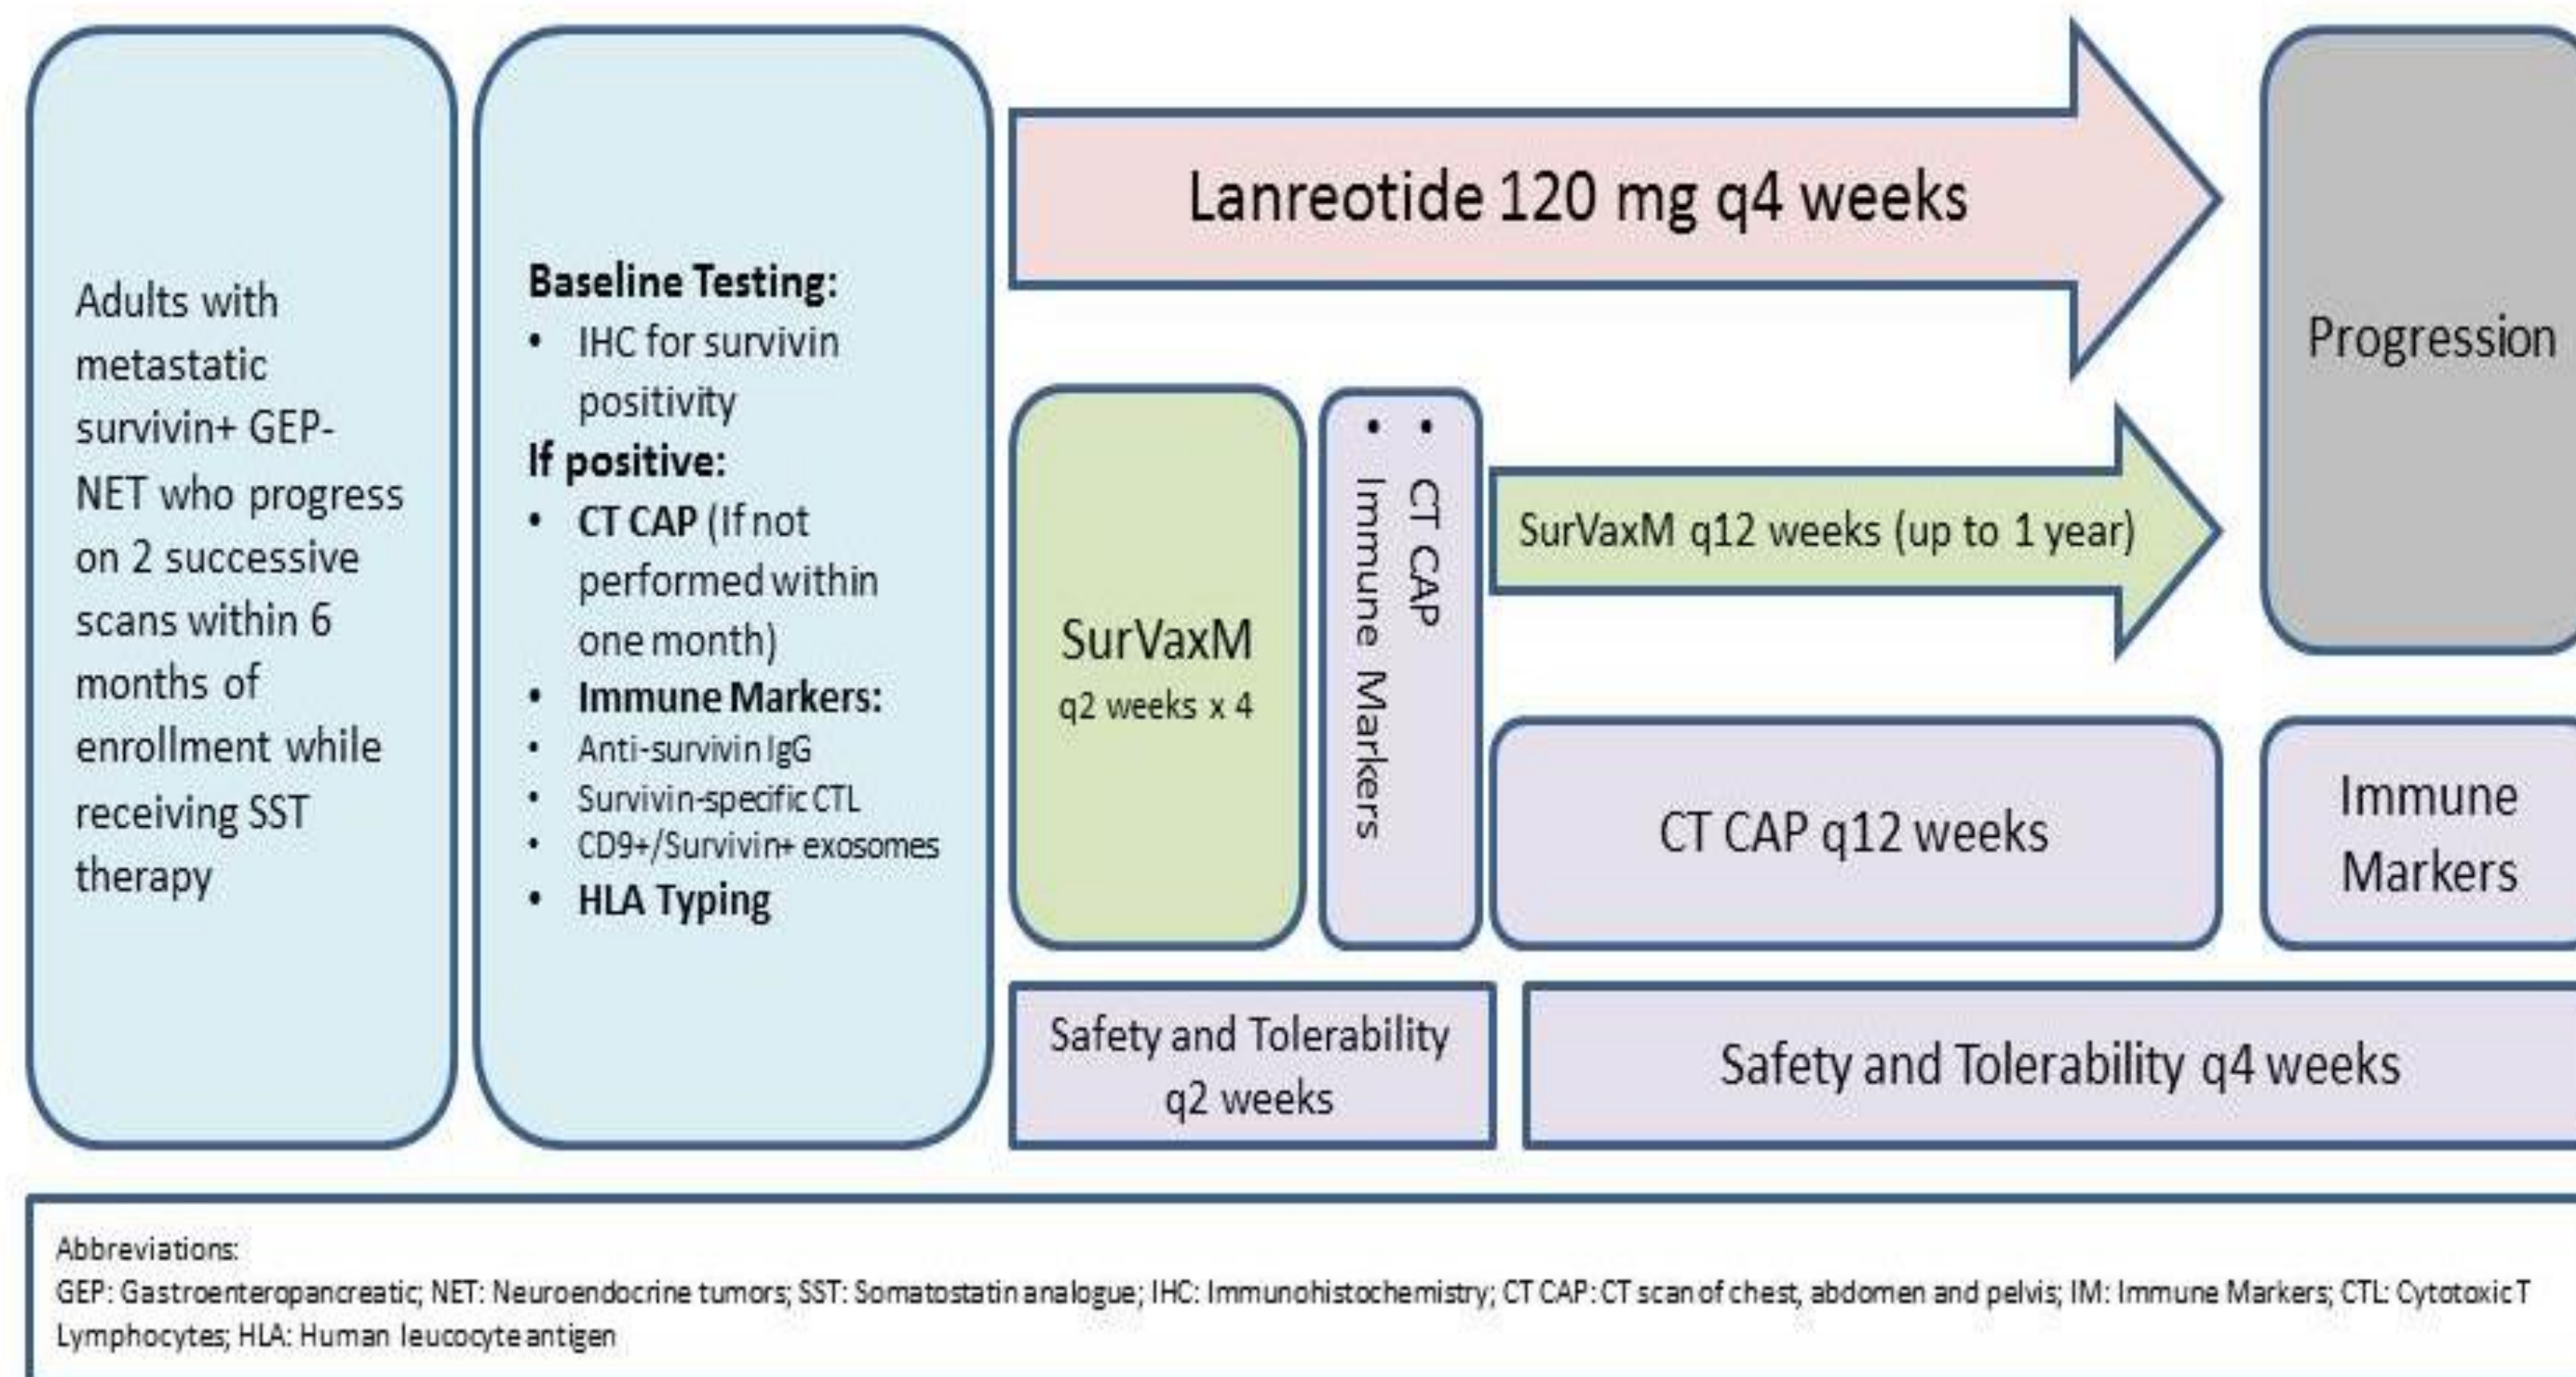 Adults with
metastatic
survivin+ GEP-
NET who progress
on 2 successive
scans within 6
months of
enrollment while
receiving SST
therapy
Baseline Testing:
• IHC for survivin
positivity
If positive:
• CT CAP (If not
performed within
one month)
• Immune Markers:
• Anti-survivin IgG
• Survivin-specific CTL
• CD9+/Survivin+ exosomes
• HLA Typing
Lanreotide 120 mg q4 weeks
SurVaxM
q2 weeks x 4
• CT CAP
• Immune Markers
SurVaxM q12 weeks (up to 1 year)
CT CAP q12 weeks
Progression
Immune
Markers
Safety and Tolerability
q2 weeks
Safety and Tolerability q4 weeks
Abbreviations:
GEP: Gastroenteropancreatic; NET: Neuroendocrine tumors; SST: Somatostatin analogue; IHC: Immunohistochemistry; CT CAP: CT scan of chest, abdomen and pelvis; IM: Immune Markers; CTL: Cytotoxic T
Lymphocytes; HLA: Human leucocyte antigen